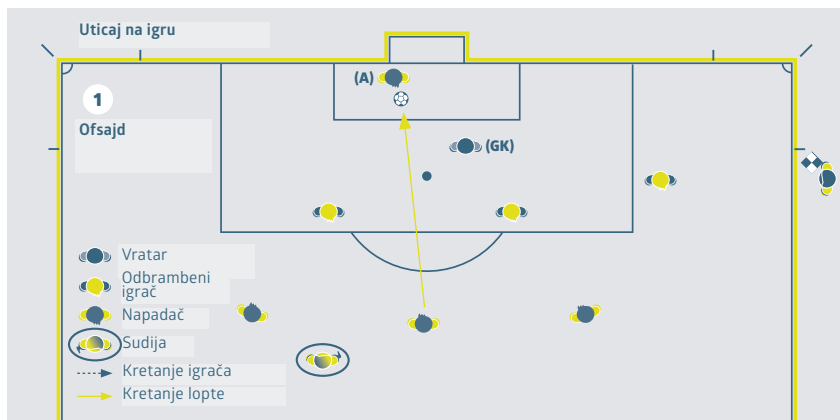 Uticaj na igru
(A)
1
Ofsajd
(GK)
Vratar
Odbrambeni
igrač
Napadač
Sudija
Kretanje igrača
Kretanje lopte